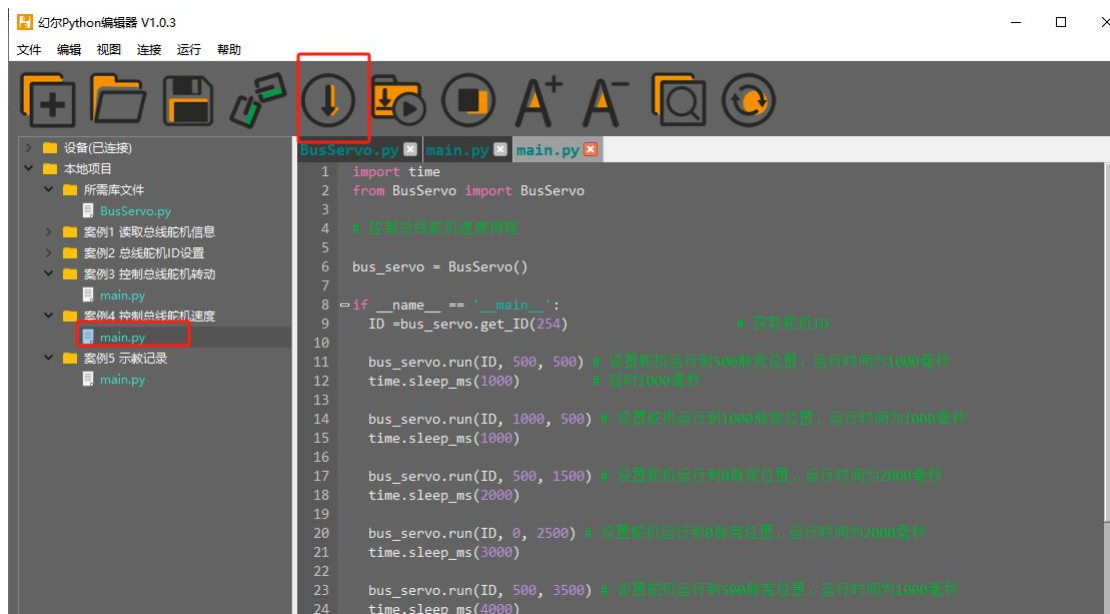 幻尔Python编辑器 V1.0.3
文件 编辑 视图 连接 运行 帮助
设备(已连接)
本地项目
所需库文件
BusServo.py
案例1 读取总线舵机信息
案例2 总线舵机ID设置
案例3 控制总线舵机转动
main.py
案例4 控制总线舵机速度
main.py
案例5 示教记录
main.py
BusServo.py main.py main.py
1 import time
2 from BusServo import BusServo
3
4 # 控制总线舵机速度例程
5
6 bus_servo = BusServo()
7
8 if __name__ == '__main__':
9 ID =bus_servo.get_ID(254) # 获取舵机ID
10
11 bus_servo.run(ID, 500, 500) # 设置舵机运行到500脉宽位置，运行时间为1000毫秒
12 time.sleep_ms(1000) # 延时1000毫秒
13
14 bus_servo.run(ID, 1000, 500) # 设置舵机运行到1000脉宽位置，运行时间为1000毫秒
15 time.sleep_ms(1000)
16
17 bus_servo.run(ID, 500, 1500) # 设置舵机运行到0脉宽位置，运行时间为2000毫秒
18 time.sleep_ms(2000)
19
20 bus_servo.run(ID, 0, 2500) # 设置舵机运行到0脉宽位置，运行时间为2000毫秒
21 time.sleep_ms(3000)
22
23 bus_servo.run(ID, 500, 3500) # 设置舵机运行到500脉宽位置，运行时间为1000毫秒
24 time.sleep_ms(4000)